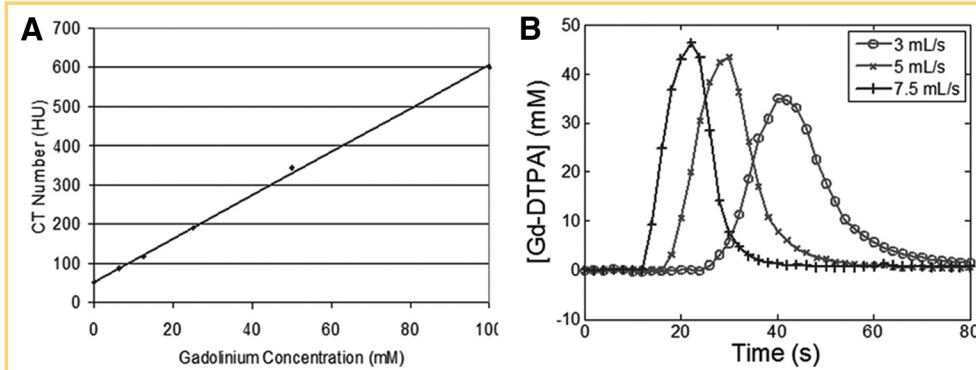 A
700
600
500
400
300
200
100
0
CT Number (HU)
0 20 40 60 80 100
Gadolinium Concentration (mM)
B
50
40
30
20
10
0
-10
[Gd-DTPA] (mM)
3 mL/s
5 mL/s
7.5 mL/s
0 20 40 60 80
Time (s)